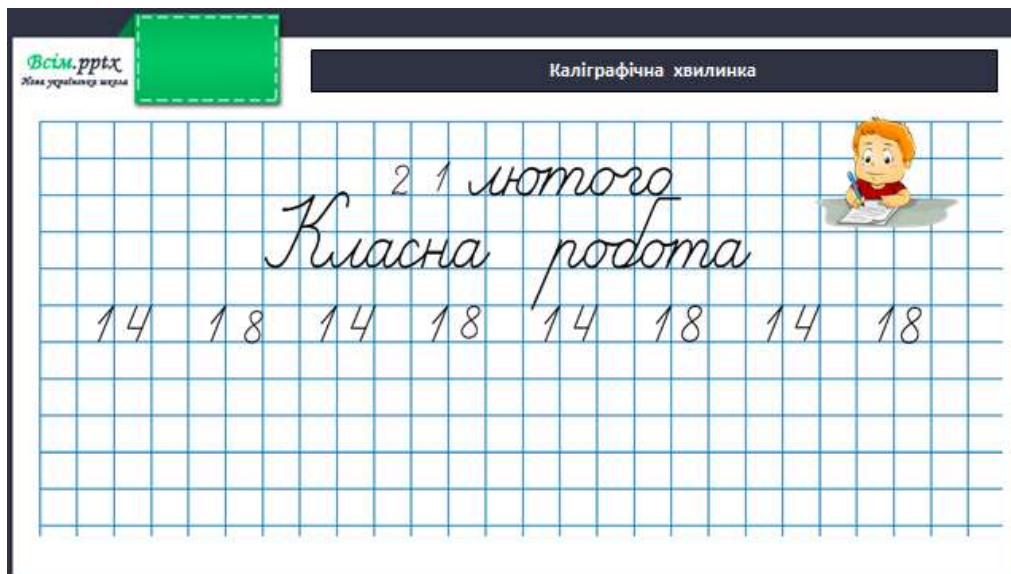 Всім.pptx
Нова українська школа
Каліграфічна хвилинка
21 лютого
Класна робота
14 18 14 18 14 18 14 18